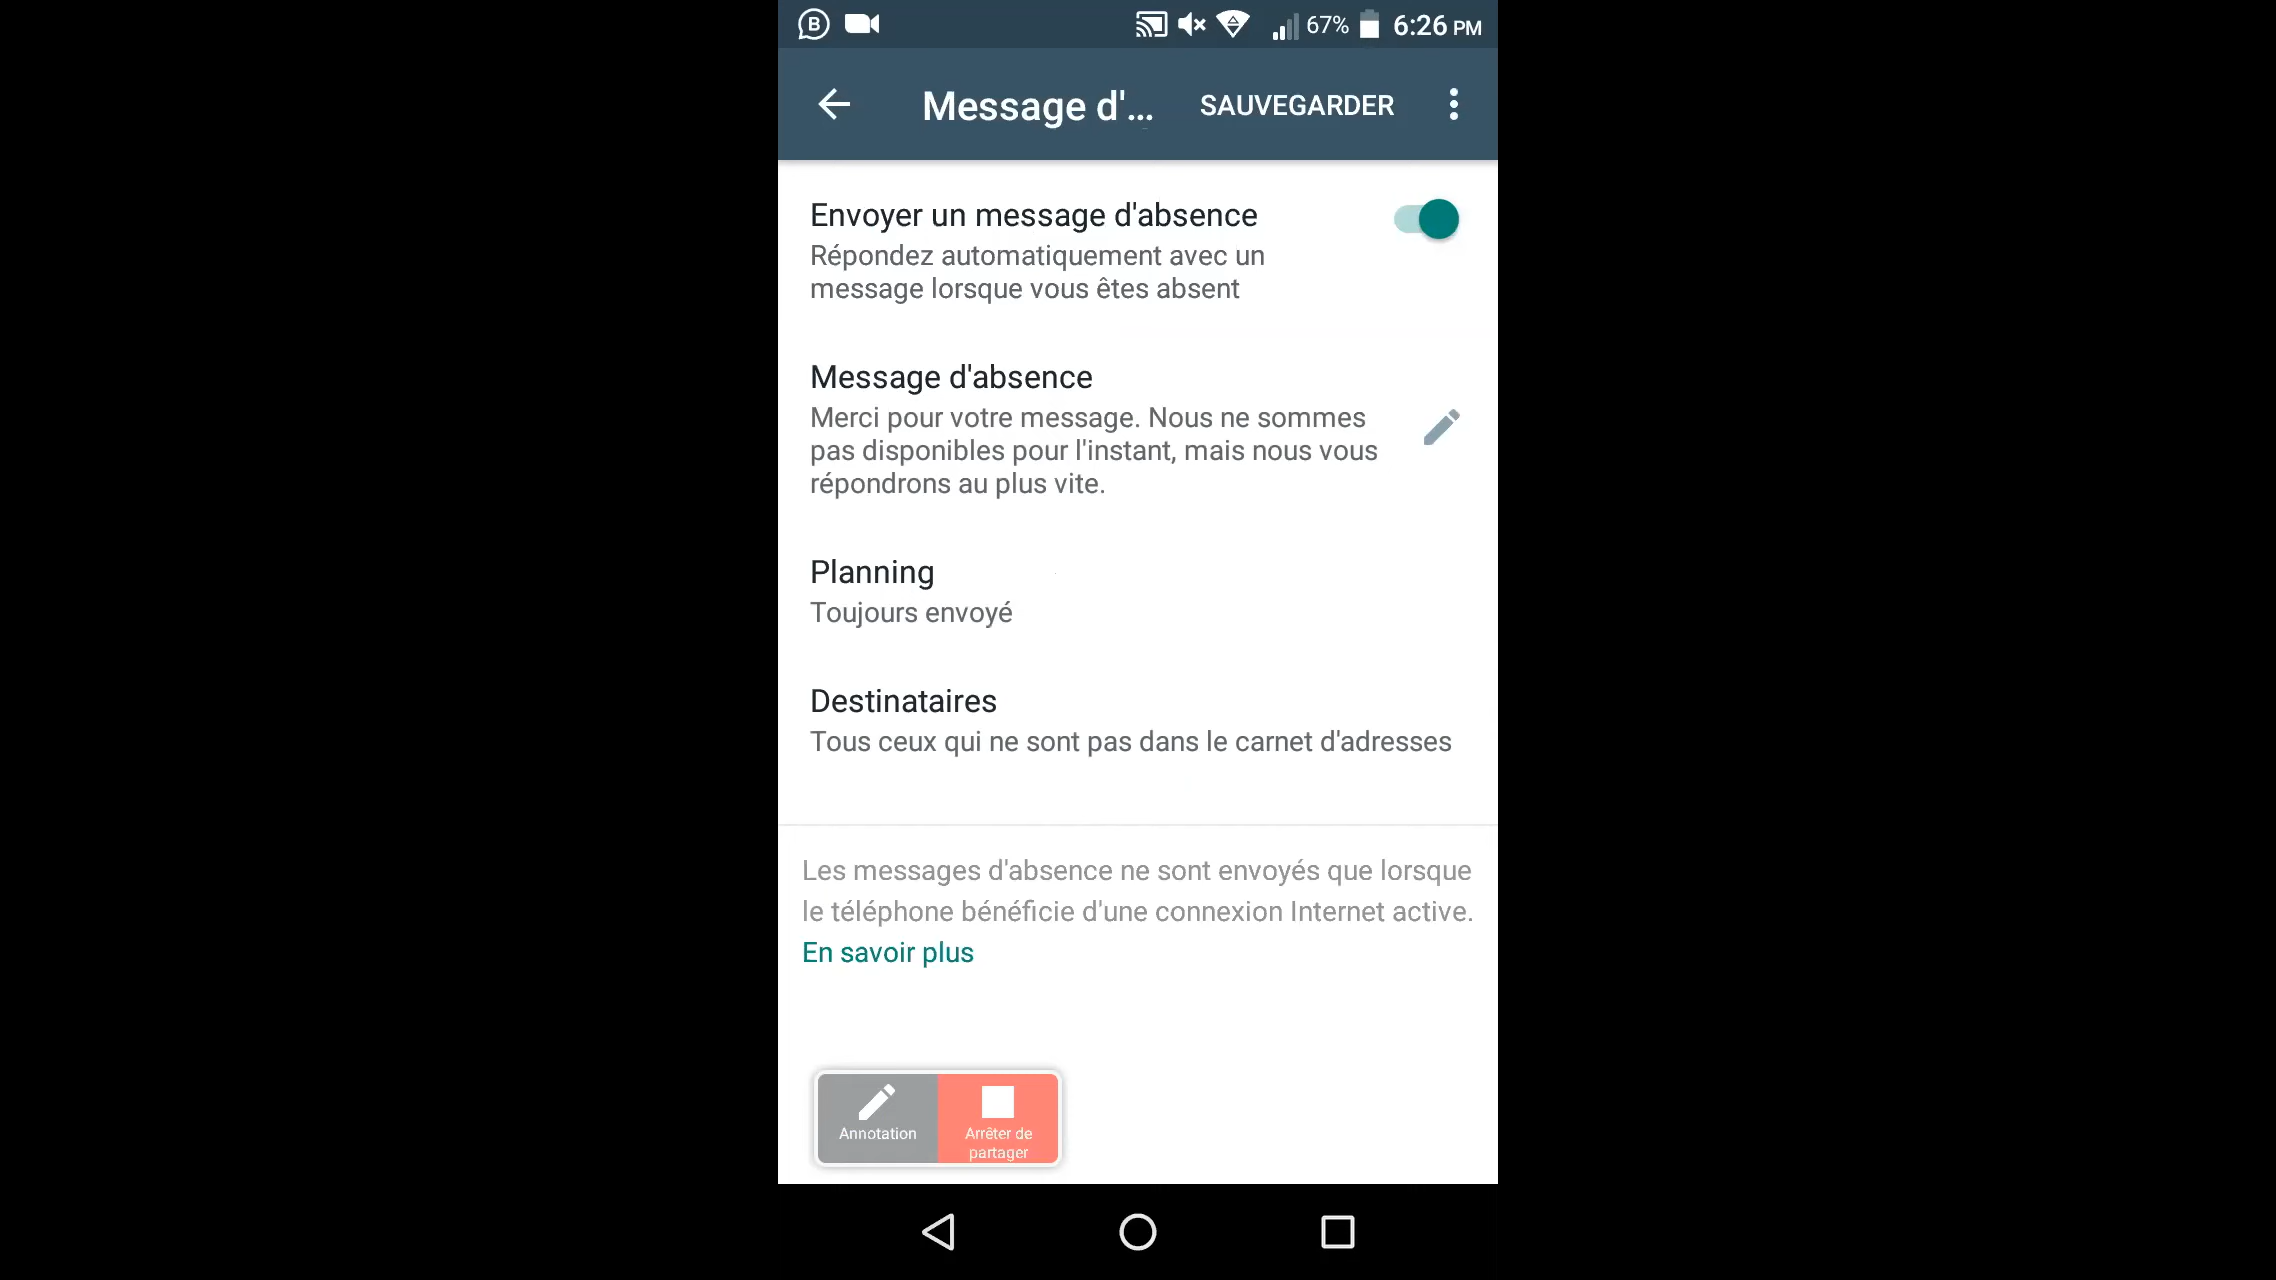 67% 6:26 PM
Message d'... SAUVEGARDER
Envoyer un message d'absence
Répondez automatiquement avec un
message lorsque vous êtes absent
Message d'absence
Merci pour votre message. Nous ne sommes
pas disponibles pour l'instant, mais nous vous
répondrons au plus vite.
Planning
Toujours envoyé
Destinataires
Tous ceux qui ne sont pas dans le carnet d'adresses
Les messages d'absence ne sont envoyés que lorsque
le téléphone bénéficie d'une connexion Internet active.
En savoir plus
Annotation
Arrêter de
partager